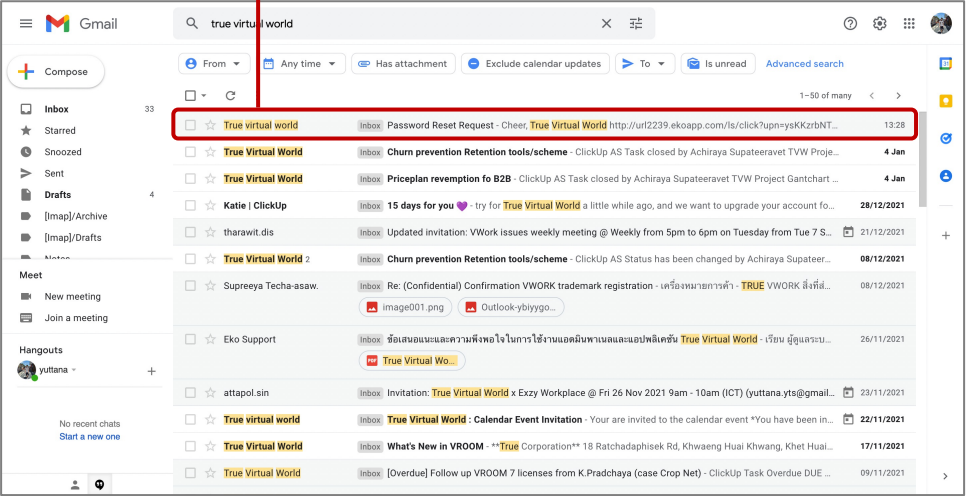 Gmail
true virtual world
Compose
Inbox 33
Starred
Snoozed
Sent
Drafts 4
[Imap]/Archive
[Imap]/Drafts
Notes
Meet
New meeting
Join a meeting
Hangouts
yuttana
No recent chats
Start a new one
From Any time Has attachment Exclude calendar updates To Is unread Advanced search
1–50 of many
True virtual world Inbox Password Reset Request - Cheer, True Virtual World http://url2239.ekoapp.com/ls/click?upn=ysKKzrbNT… 13:28
True Virtual World Inbox Churn prevention Retention tools/scheme - ClickUp AS Task closed by Achiraya Supateeravet TVW Proje… 4 Jan
True Virtual World Inbox Priceplan revemption fo B2B - ClickUp AS Task closed by Achiraya Supateeravet TVW Project Gantchart … 4 Jan
Katie | ClickUp Inbox 15 days for you 💜 - try for True Virtual World a little while ago, and we want to upgrade your account fo… 28/12/2021
tharawit.dis Inbox Updated invitation: VWork issues weekly meeting @ Weekly from 5pm to 6pm on Tuesday from Tue 7 S… 21/12/2021
True Virtual World 2 Inbox Churn prevention Retention tools/scheme - ClickUp AS Status has been changed by Achiraya Supateer… 08/12/2021
Supreeya Techa-asaw. Inbox Re: (Confidential) Confirmation VWORK trademark registration - เครื่องหมายการค้า - TRUE VWORK สิ่งที่ส่… 08/12/2021
image001.png Outlook-ybiyygo…
Eko Support Inbox ข้อเสนอแนะและความพึงพอใจในการใช้งานแอดมินพาเนลและแอปพลิเคชัน True Virtual World - เรียน ผู้ดูแลระบ… 26/11/2021
PDF True Virtual Wo…
attapol.sin Inbox Invitation: True Virtual World x Exzy Workplace @ Fri 26 Nov 2021 9am - 10am (ICT) (yuttana.yts@gmail… 23/11/2021
True virtual world Inbox True Virtual World : Calendar Event Invitation - You are invited to the calendar event *You have been in… 22/11/2021
True Virtual World Inbox What's New in VROOM - **True Corporation** 18 Ratchadaphisek Rd, Khwaeng Huai Khwang, Khet Huai… 17/11/2021
True Virtual World Inbox [Overdue] Follow up VROOM 7 licenses from K.Pradchaya (case Crop Net) - ClickUp Task Overdue DUE … 09/11/2021